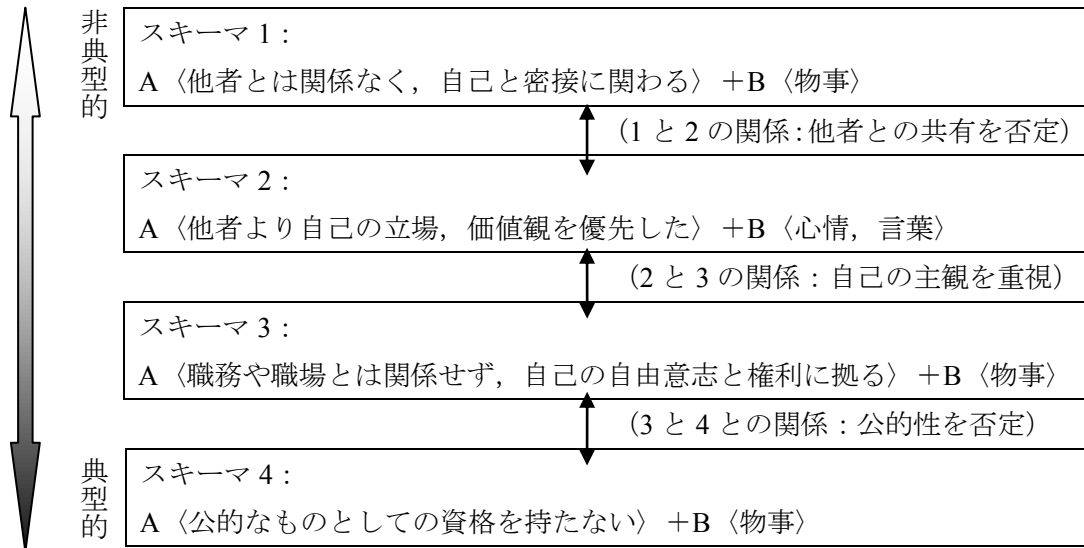 非典型的
スキーマ 1：
A〈他者とは関係なく，自己と密接に関わる〉＋B〈物事〉
（1 と 2 の関係：他者との共有を否定）
スキーマ 2：
A〈他者より自己の立場，価値観を優先した〉＋B〈心情，言葉〉
（2 と 3 の関係：自己の主観を重視）
スキーマ 3：
A〈職務や職場とは関係せず，自己の自由意志と権利に拠る〉＋B〈物事〉
（3 と 4 との関係：公的性を否定）
典型的
スキーマ 4：
A〈公的なものとしての資格を持たない〉＋B〈物事〉